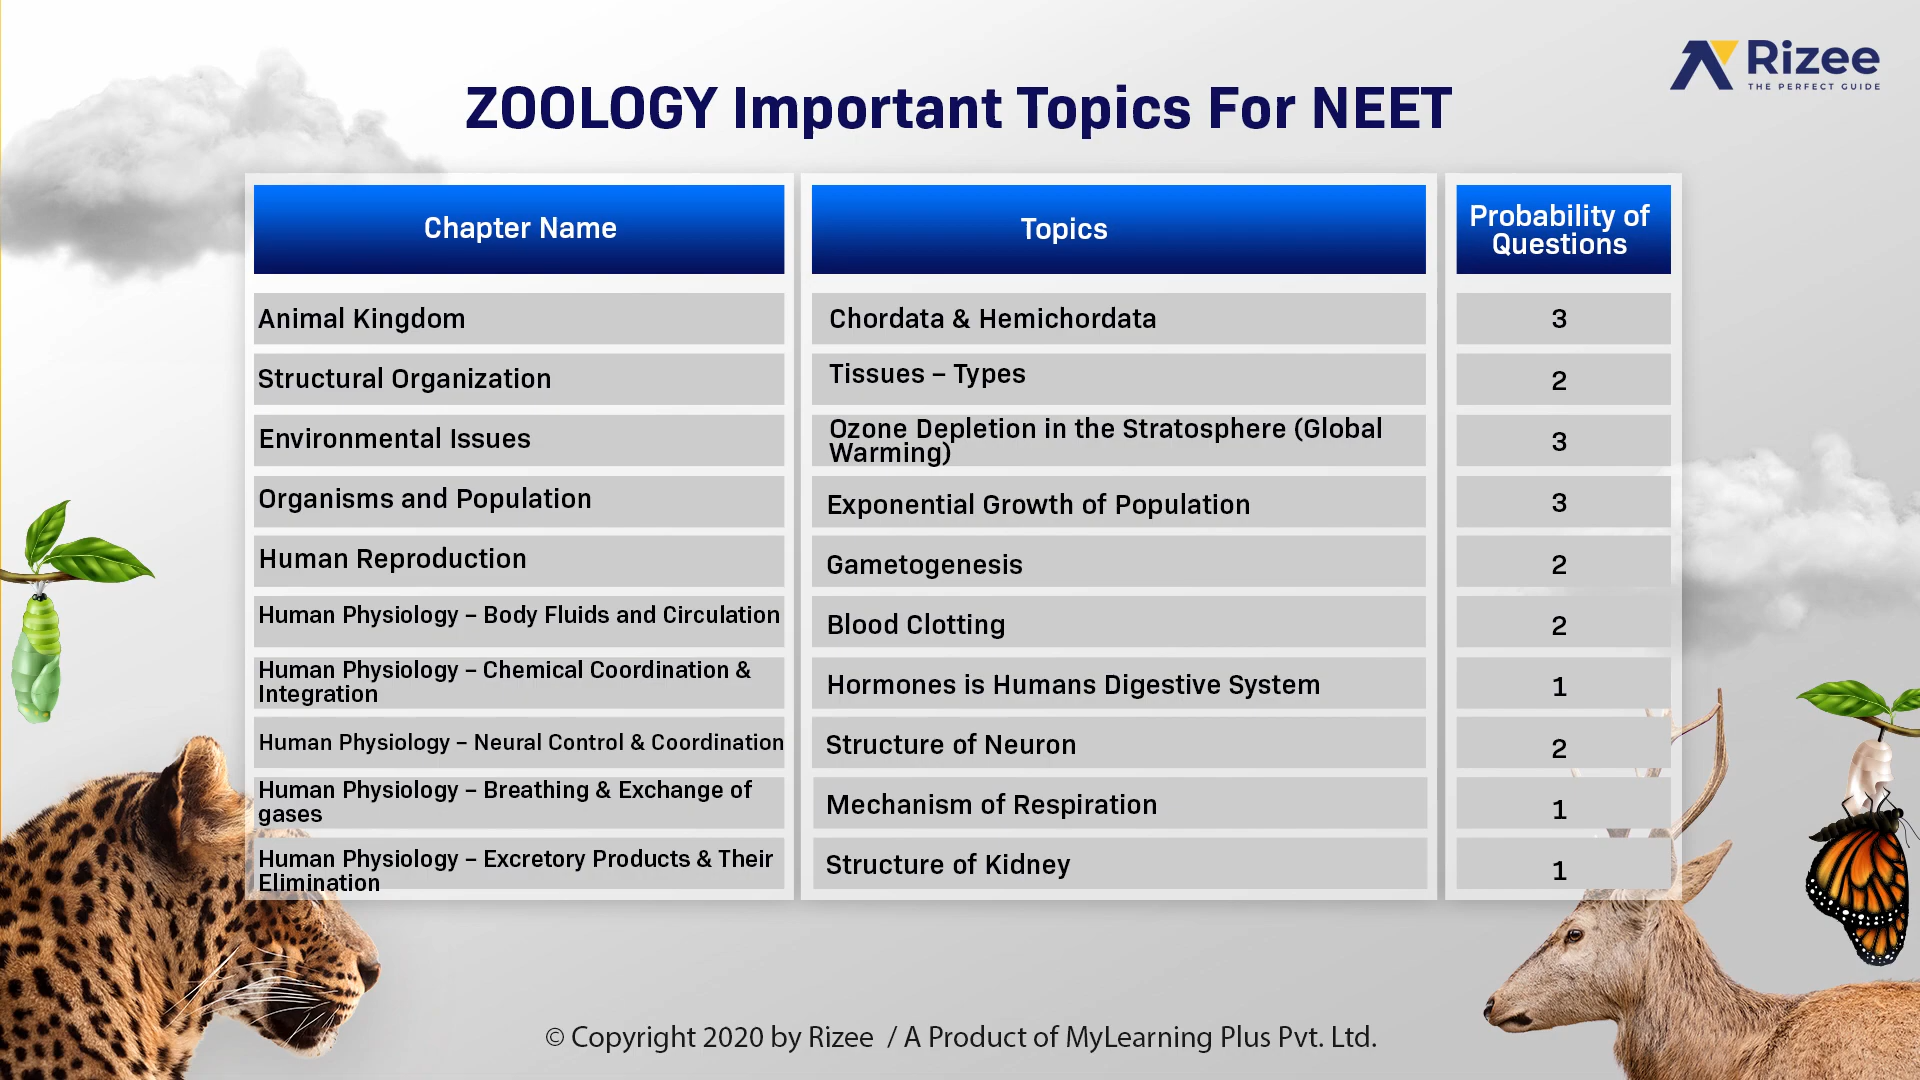 Rizee
THE PERFECT GUIDE
ZOOLOGY Important Topics For NEET
Chapter Name
Topics
Probability of
Questions
Animal Kingdom
Chordata & Hemichordata
3
Structural Organization
Tissues – Types
2
Environmental Issues
Ozone Depletion in the Stratosphere (Global
Warming)
3
Organisms and Population
Exponential Growth of Population
3
Human Reproduction
Gametogenesis
2
Human Physiology – Body Fluids and Circulation
Blood Clotting
2
Human Physiology – Chemical Coordination &
Integration
Hormones is Humans Digestive System
1
Human Physiology – Neural Control & Coordination
Structure of Neuron
2
Human Physiology – Breathing & Exchange of
gases
Mechanism of Respiration
1
Human Physiology – Excretory Products & Their
Elimination
Structure of Kidney
1
© Copyright 2020 by Rizee / A Product of MyLearning Plus Pvt. Ltd.